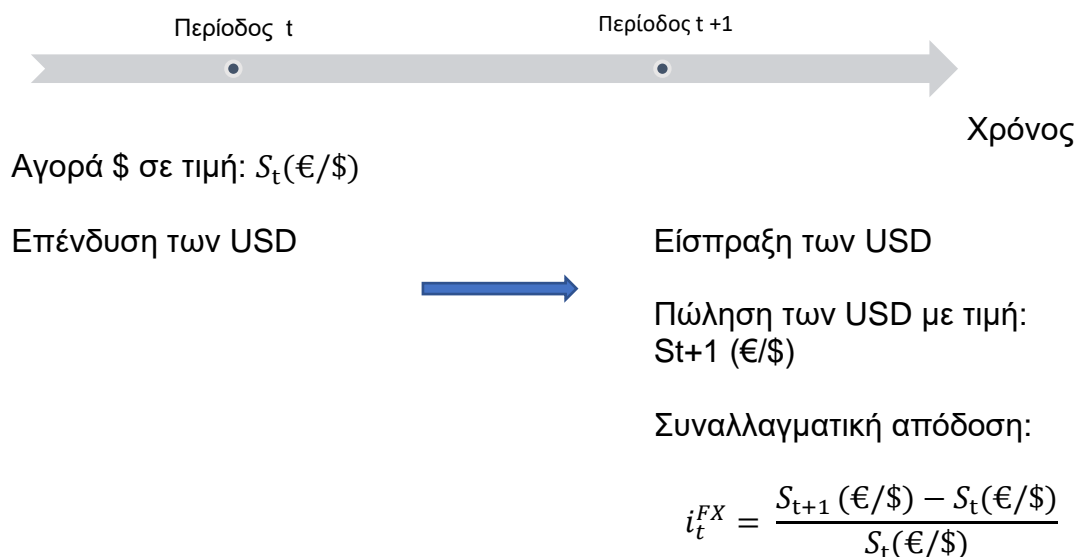 Περίοδος t
Περίοδος t +1
Χρόνος
Αγορά $ σε τιμή: $S_t(€/\$)$
Επένδυση των USD
Είσπραξη των USD
Πώληση των USD με τιμή:
St+1 (€/$)
Συναλλαγματική απόδοση:
$i_t^{FX} = \frac{S_{t+1}(€/\$) - S_t(€/\$)}{S_t(€/\$)}$